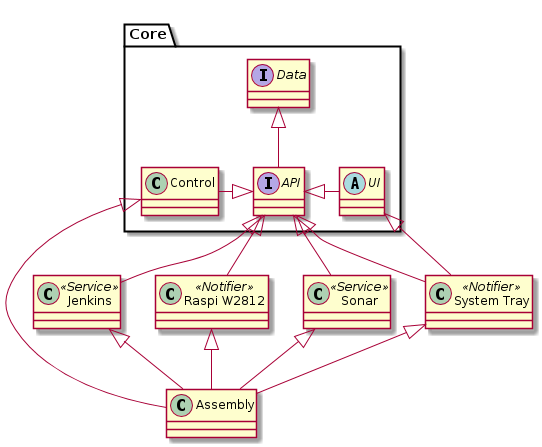 Core
I Data
C Control
I API
A UI
C «Service»
Jenkins
C «Notifier»
Raspi W2812
C «Service»
Sonar
C «Notifier»
System Tray
C Assembly